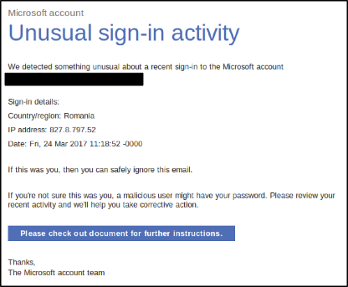 Microsoft account
Unusual sign-in activity
We detected something unusual about a recent sign-in to the Microsoft account
Sign-in details:
Country/region: Romania
IP address: 827.8.797.52
Date: Fri, 24 Mar 2017 11:18:52 -0000
If this was you, then you can safely ignore this email.
If you're not sure this was you, a malicious user might have your password. Please review your
recent activity and we'll help you take corrective action.
Please check out document for further instructions.
Thanks,
The Microsoft account team